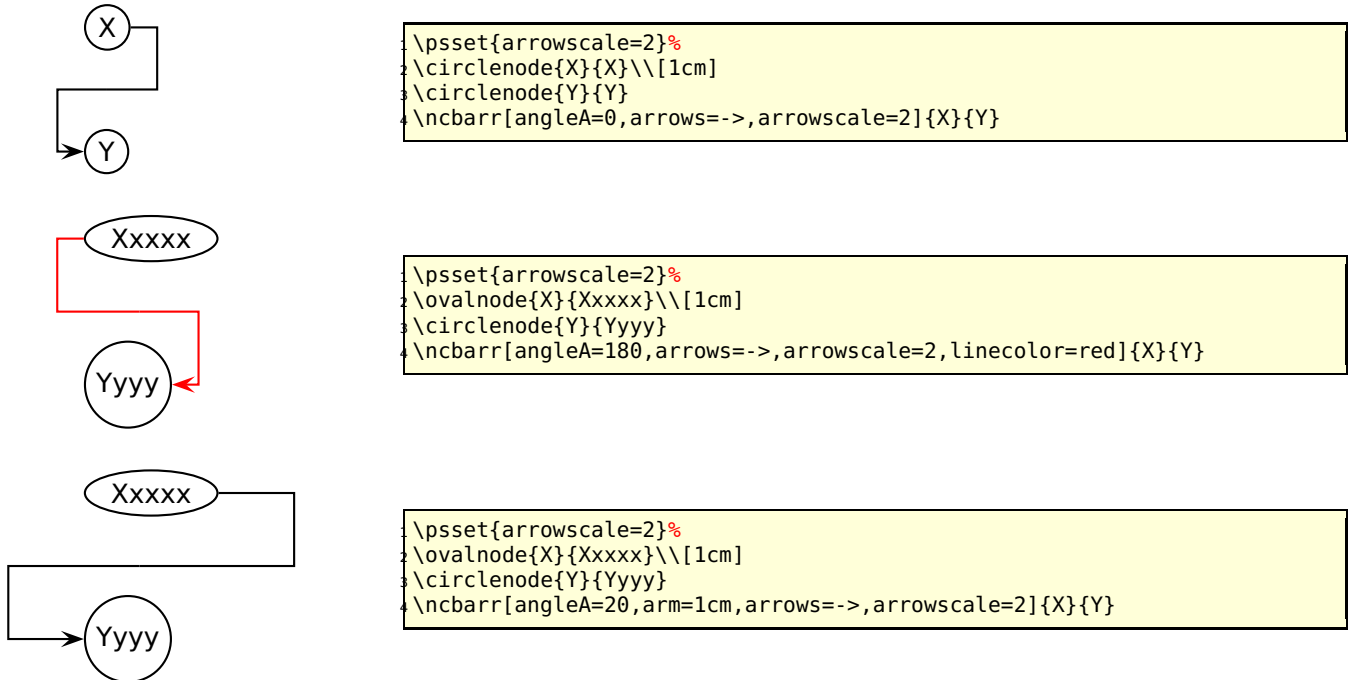 X
Y
1 \psset{arrowscale=2}%
2 \circlenode{X}{X}\\[1cm]
3 \circlenode{Y}{Y}
4 \ncbarr[angleA=0,arrows=->,arrowscale=2]{X}{Y}
Xxxxx
Yyyy
1 \psset{arrowscale=2}%
2 \ovalnode{X}{Xxxxx}\\[1cm]
3 \circlenode{Y}{Yyyy}
4 \ncbarr[angleA=180,arrows=->,arrowscale=2,linecolor=red]{X}{Y}
Xxxxx
Yyyy
1 \psset{arrowscale=2}%
2 \ovalnode{X}{Xxxxx}\\[1cm]
3 \circlenode{Y}{Yyyy}
4 \ncbarr[angleA=20,arm=1cm,arrows=->,arrowscale=2]{X}{Y}